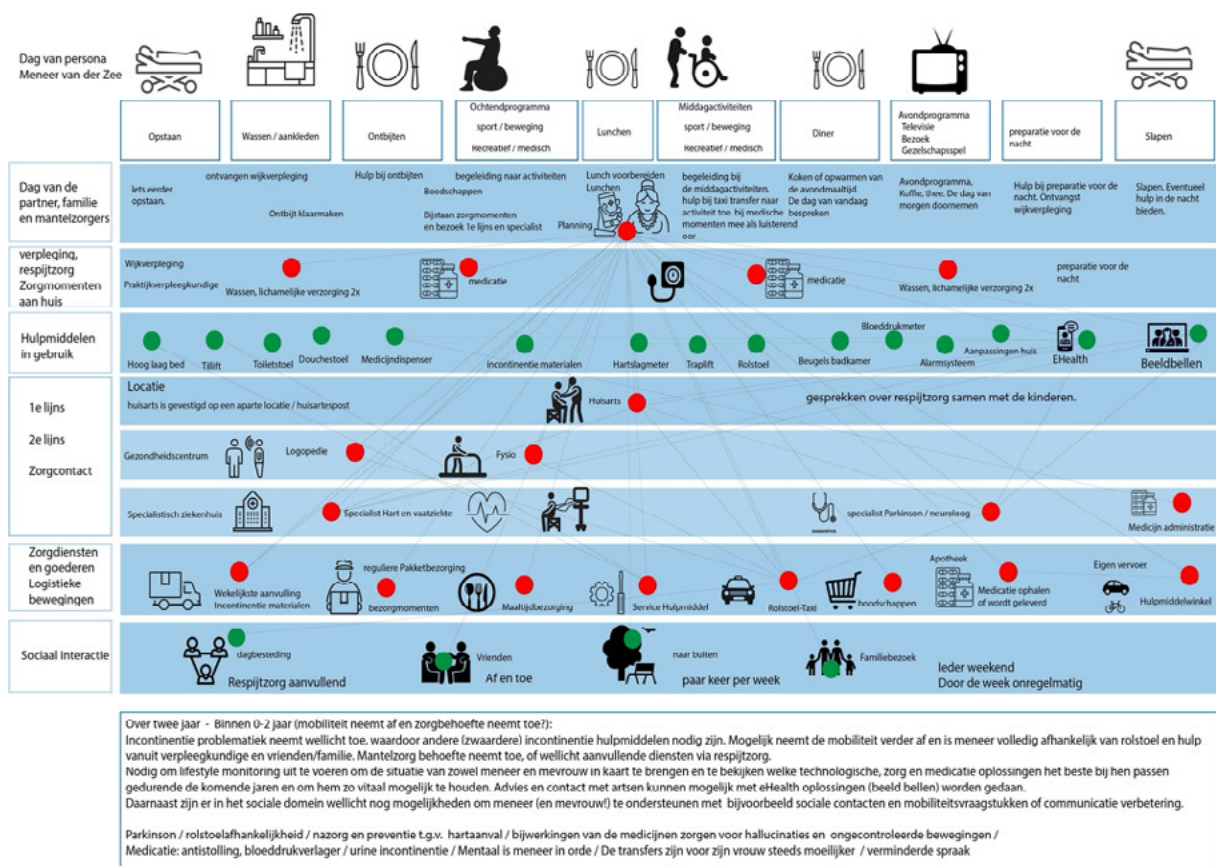 Dag van persona
Meneer van der Zee
Opstaan
Wassen / aankleden
Ontbijten
Ochtendprogramma
sport / beweging
Recreatief / medisch
Lunchen
Middagactiviteiten
sport / beweging
Recreatief / medisch
Diner
Avondprogramma
Televisie
Bezoek
Gezelschapsspel
preparatie voor de
nacht
Slapen
Dag van de
partner, familie
en mantelzorgers
Iets eerder
opstaan.
ontvangen wijkverpleging
Ontbijt klaarmaken
Hulp bij ontbijten
begeleiding naar activiteiten
Boodschappen
Bijstaan zorgmomenten
en bezoek 1e lijns en specialist
Lunch voorbereiden
Lunchen
Planning
begeleiding bij
de middagactiviteiten.
hulp bij taxi transfer naar
activiteit toe. bij medische
momenten mee als luisterend
oor
Koken of opwarmen van
de avondmaaltijd.
De dag van vandaag
bespreken
Avondprogramma,
Koffie, thee. De dag van
morgen doornemen
Hulp bij preparatie voor de
nacht. Ontvangst
wijkverpleging
Slapen. Eventueel
hulp in de nacht
bieden.
verpleging,
respijtzorg
Zorgmomenten
aan huis
Wijkverpleging
Praktijkverpleegkundige
Wassen, lichamelijke verzorging 2x
medicatie
medicatie
Wassen, lichamelijke verzorging 2x
preparatie voor de
nacht
Hulpmiddelen
in gebruik
Hoog laag bed
Tillift
Toiletstoel
Douchestoel
Medicijndispenser
incontinentie materialen
Hartslagmeter
Traplift
Rolstoel
Beugels badkamer
Bloeddrukmeter
Alarmsysteem
Aanpassingen huis
EHealth
Beeldbellen
1e lijns
2e lijns
Zorgcontact
Locatie
huisarts is gevestigd op een aparte locatie / huisartespost
Huisarts
gesprekken over respijtzorg samen met de kinderen.
Gezondheidscentrum
Logopedie
Fysio
Specialistisch ziekenhuis
Specialist Hart en vaatziekte
DIAGNOSTICS
specialist Parkinson / neuroloog
Medicijn administratie
Zorgdiensten
en goederen
Logistieke
bewegingen
Wekelijkste aanvulling
Incontinentie materialen
reguliere Pakketbezorging
bezorgmomenten
Maaltijdbezorging
Service Hulpmiddel
Rolstoel-Taxi
boodschappen
Apotheek
Medicatie ophalen
of wordt geleverd
Eigen vervoer
Hulpmiddelwinkel
Sociaal Interactie
dagbesteding
Respijtzorg aanvullend
Vrienden
Af en toe
naar buiten
paar keer per week
Familiebezoek
Ieder weekend
Door de week onregelmatig
Over twee jaar - Binnen 0-2 jaar (mobiliteit neemt af en zorgbehoefte neemt toe?):
Incontinentie problematiek neemt wellicht toe, waardoor andere (zwaardere) incontinentie hulpmiddelen nodig zijn. Mogelijk neemt de mobiliteit verder af en is meneer volledig afhankelijk van rolstoel en hulp
vanuit verpleegkundige en vrienden/familie. Mantelzorg behoefte neemt toe, of wellicht aanvullende diensten via respijtzorg.
Nodig om lifestyle monitoring uit te voeren om de situatie van zowel meneer en mevrouw in kaart te brengen en te bekijken welke technologische, zorg en medicatie oplossingen het beste bij hen passen
gedurende de komende jaren en om hem zo vitaal mogelijk te houden. Advies en contact met artsen kunnen mogelijk met eHealth oplossingen (beeld bellen) worden gedaan.
Daarnaast zijn er in het sociale domein wellicht nog mogelijkheden om meneer (en mevrouw!) te ondersteunen met bijvoorbeeld sociale contacten en mobiliteitsvraagstukken of communicatie verbetering.
Parkinson / rolstoelafhankelijkheid / nazorg en preventie t.g.v. hartaanval / bijwerkingen van de medicijnen zorgen voor hallucinaties en ongecontroleerde bewegingen /
Medicatie: antistolling, bloeddrukverlager / urine incontinentie / Mentaal is meneer in orde / De transfers zijn voor zijn vrouw steeds moeilijker / verminderde spraak